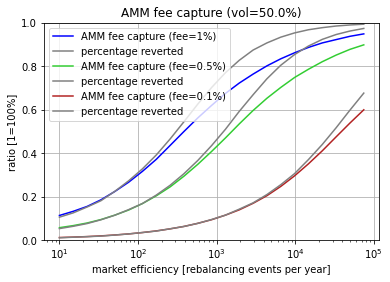 AMM fee capture (vol=50.0%)
1.0
0.8
0.6
0.4
0.2
0.0
ratio [1=100%]
AMM fee capture (fee=1%)
percentage reverted
AMM fee capture (fee=0.5%)
percentage reverted
AMM fee capture (fee=0.1%)
percentage reverted
10¹ 10² 10³ 10⁴ 10⁵
market efficiency [rebalancing events per year]